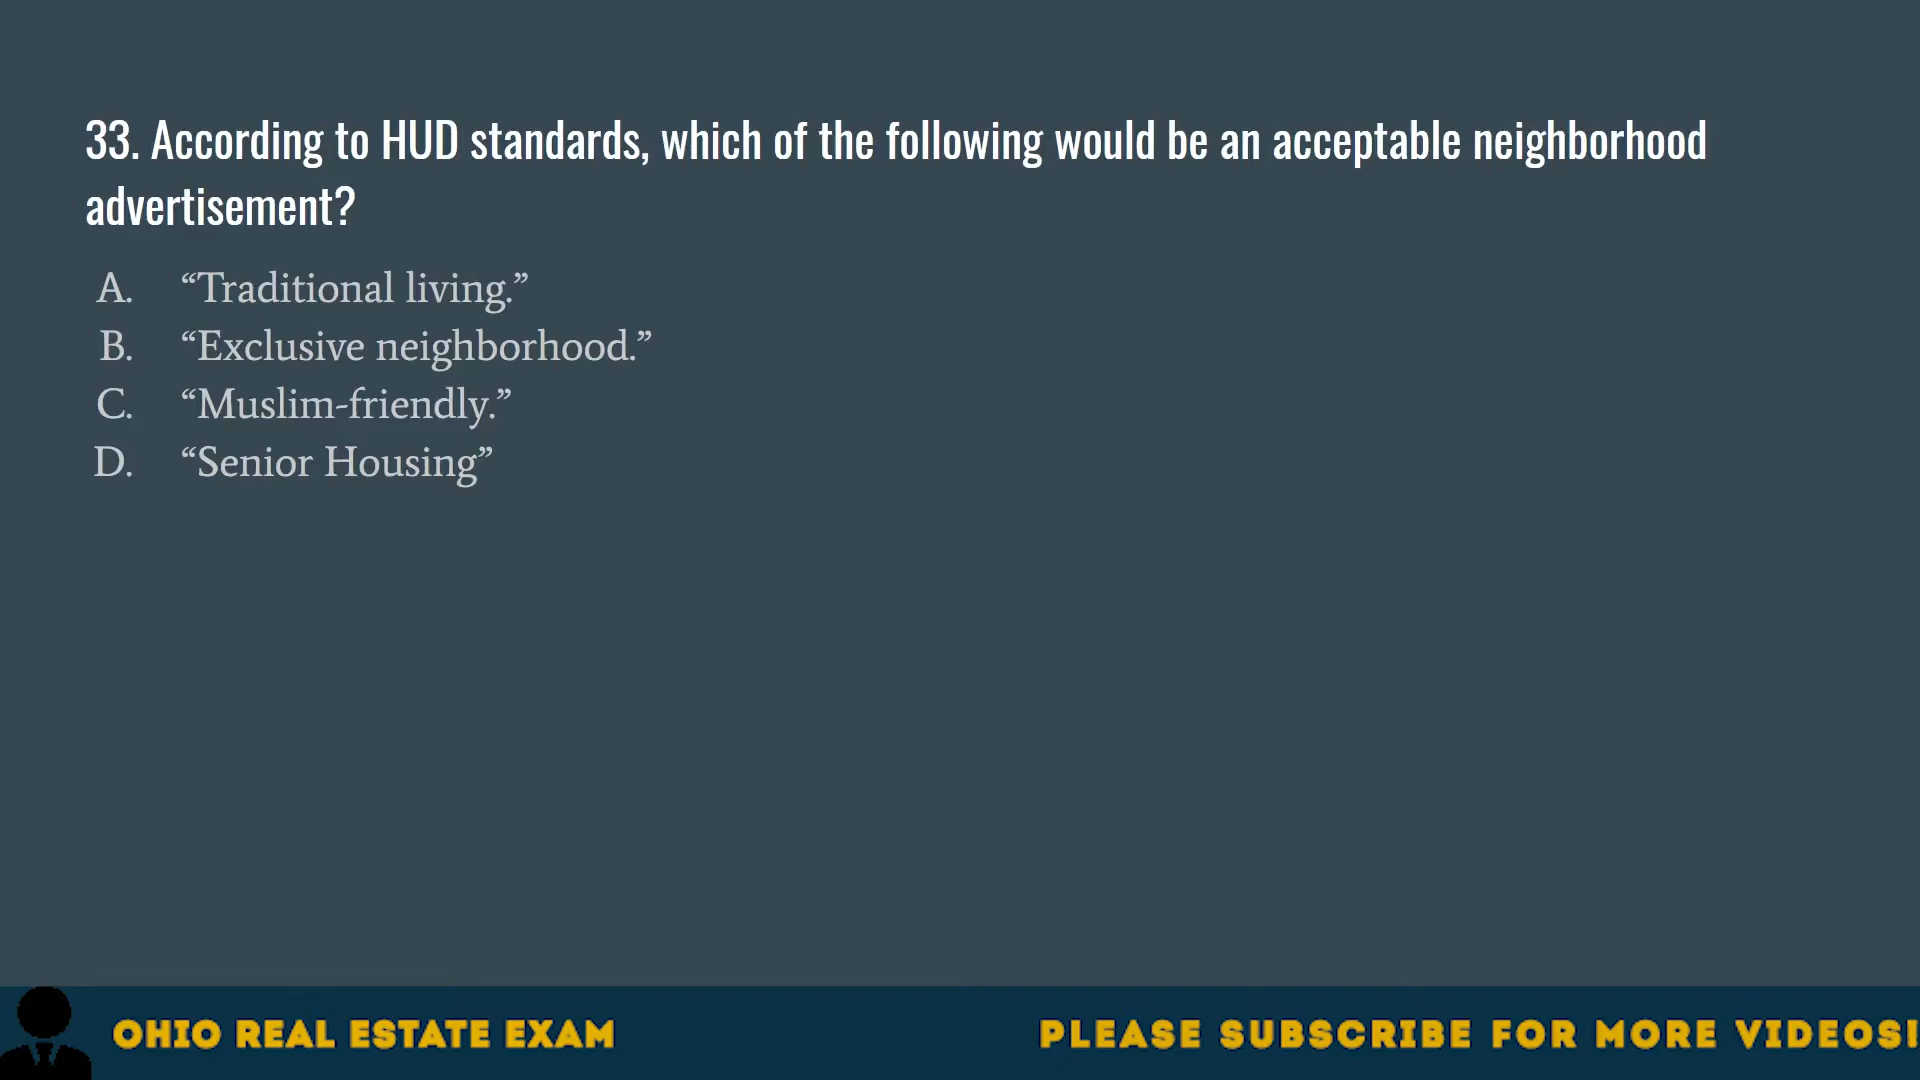 33. According to HUD standards, which of the following would be an acceptable neighborhood
advertisement?
A. “Traditional living.”
B. “Exclusive neighborhood.”
C. “Muslim-friendly.”
D. “Senior Housing”
OHIO REAL ESTATE EXAM
PLEASE SUBSCRIBE FOR MORE VIDEOS!